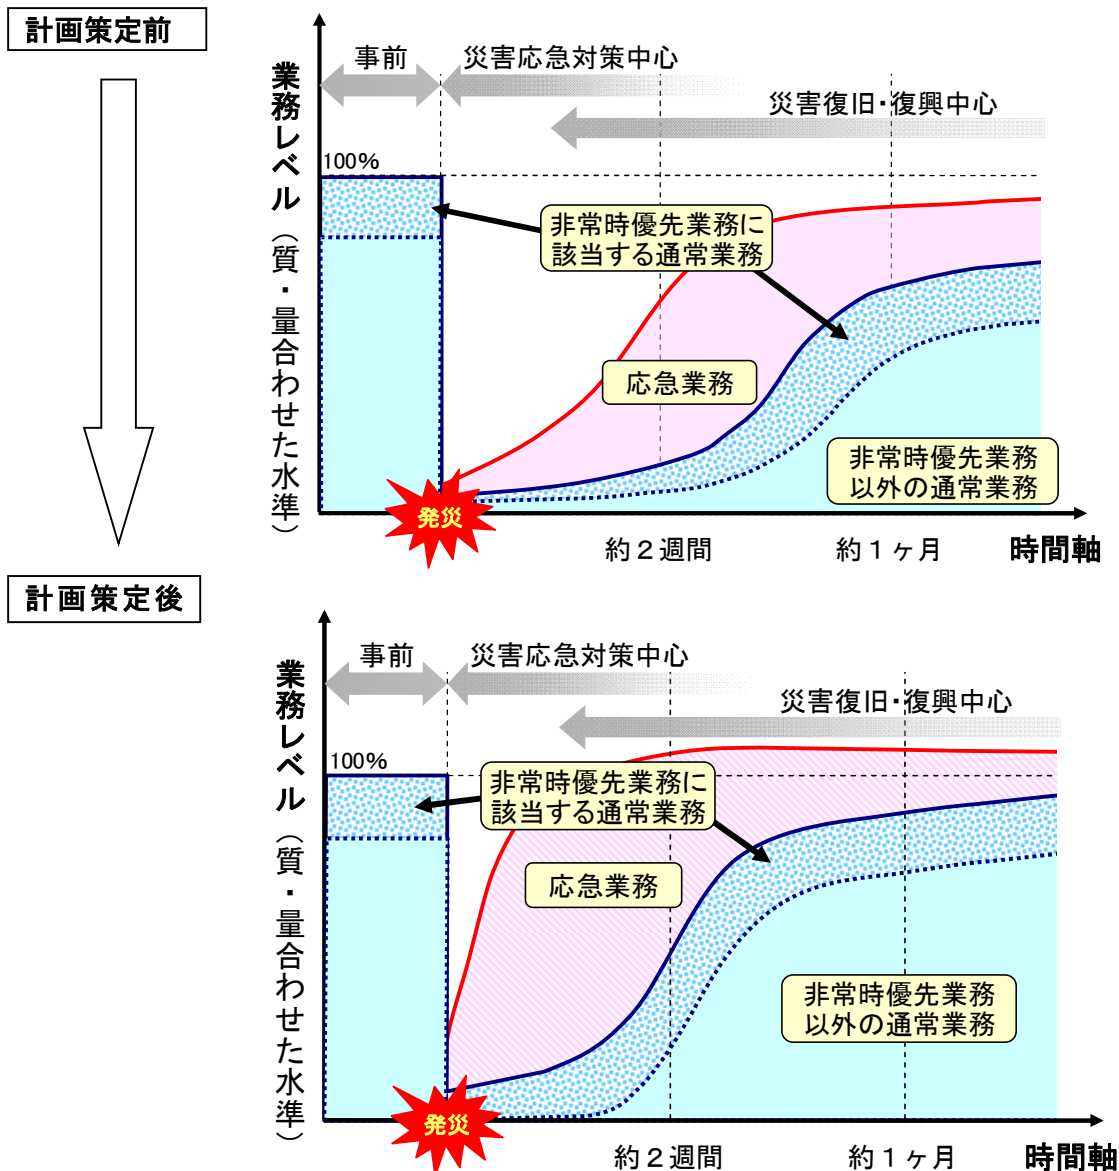 計画策定前
事前
災害応急対策中心
災害復旧・復興中心
業務レベル（質・量合わせた水準）
100%
非常時優先業務に
該当する通常業務
応急業務
非常時優先業務
以外の通常業務
発災
約２週間
約１ヶ月
時間軸
計画策定後
事前
災害応急対策中心
災害復旧・復興中心
業務レベル（質・量合わせた水準）
100%
非常時優先業務に
該当する通常業務
応急業務
非常時優先業務
以外の通常業務
発災
約２週間
約１ヶ月
時間軸